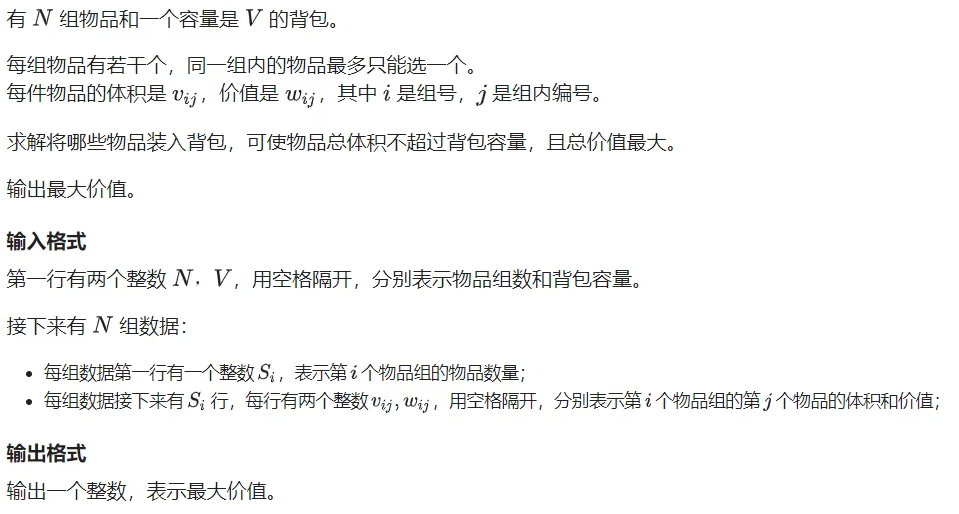 有 N 组物品和一个容量是 V 的背包。
每组物品有若干个，同一组内的物品最多只能选一个。
每件物品的体积是 v_{ij}，价值是 w_{ij}，其中 i 是组号，j 是组内编号。
求解将哪些物品装入背包，可使物品总体积不超过背包容量，且总价值最大。
输出最大价值。
输入格式
第一行有两个整数 N，V，用空格隔开，分别表示物品组数和背包容量。
接下来有 N 组数据：
• 每组数据第一行有一个整数 S_i，表示第 i 个物品组的物品数量；
• 每组数据接下来有 S_i 行，每行有两个整数 v_{ij}, w_{ij}，用空格隔开，分别表示第 i 个物品组的第 j 个物品的体积和价值；
输出格式
输出一个整数，表示最大价值。